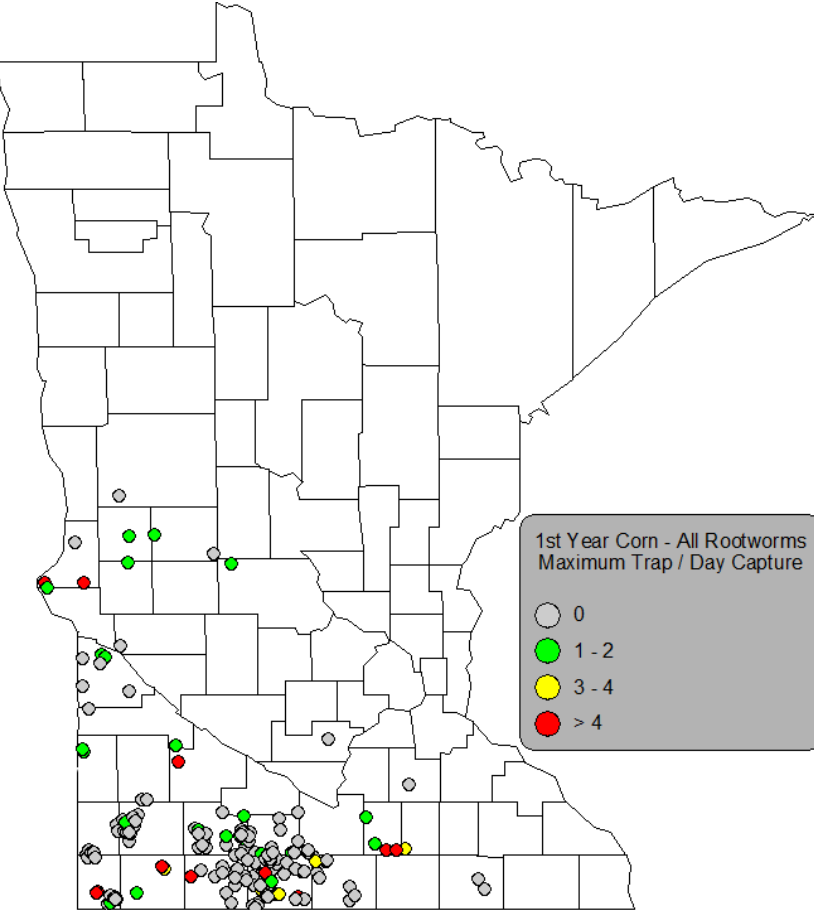 1st Year Corn - All Rootworms
Maximum Trap / Day Capture
0
1 - 2
3 - 4
> 4